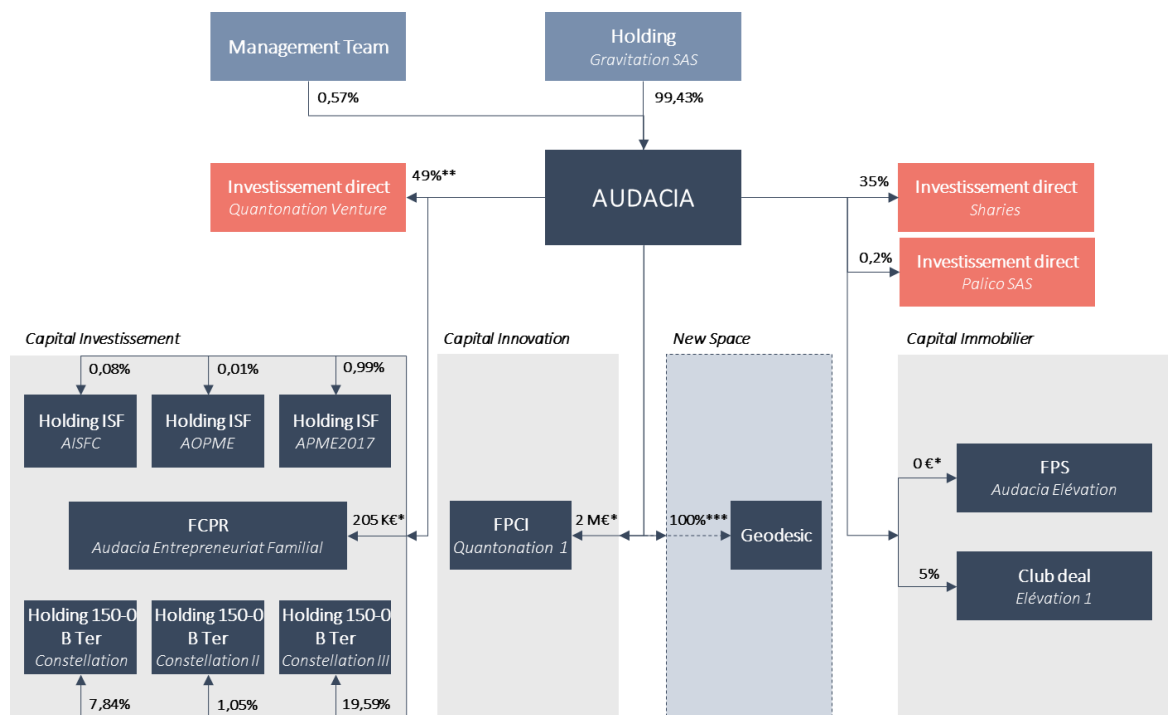 Management Team
Holding
Gravitation SAS
0,57%
99,43%
AUDACIA
49%**
Investissement direct
Quantonation Venture
35%
Investissement direct
Sharies
0,2%
Investissement direct
Palico SAS
Capital Investissement
0,08%
0,01%
0,99%
Holding ISF
AISFC
Holding ISF
AOPME
Holding ISF
APME2017
FCPR
Audacia Entrepreneuriat Familial
205 K€*
Holding 150-0
B Ter
Constellation
Holding 150-0
B Ter
Constellation II
Holding 150-0
B Ter
Constellation III
7,84%
1,05%
19,59%
Capital Innovation
FPCI
Quantonation 1
2 M€*
New Space
100%***
Geodesic
Capital Immobilier
0 €*
FPS
Audacia Elévation
5%
Club deal
Elévation 1